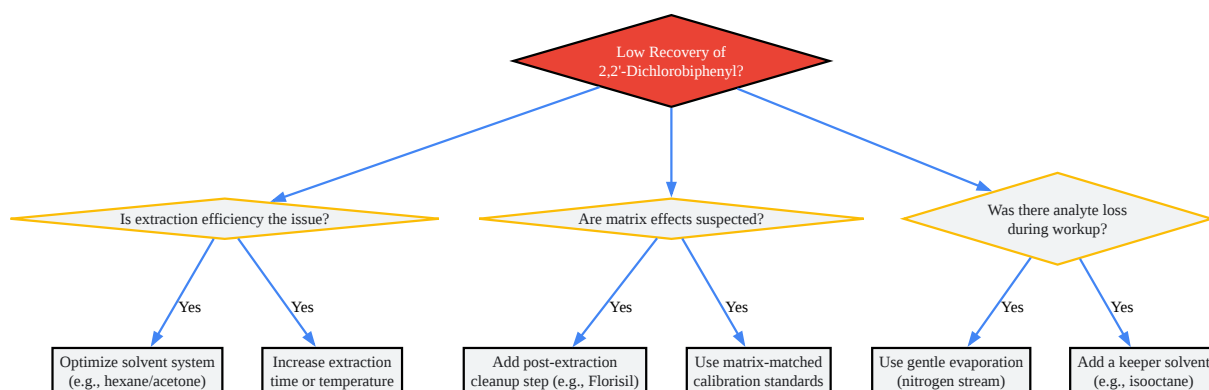 Low Recovery of
2,2'-Dichlorobiphenyl?
Is extraction efficiency the issue?
Are matrix effects suspected?
Was there analyte loss
during workup?
Yes
Yes
Yes
Yes
Yes
Yes
Optimize solvent system
(e.g., hexane/acetone)
Increase extraction
time or temperature
Add post-extraction
cleanup step (e.g., Florisil)
Use matrix-matched
calibration standards
Use gentle evaporation
(nitrogen stream)
Add a keeper solvent
(e.g., isooctane)